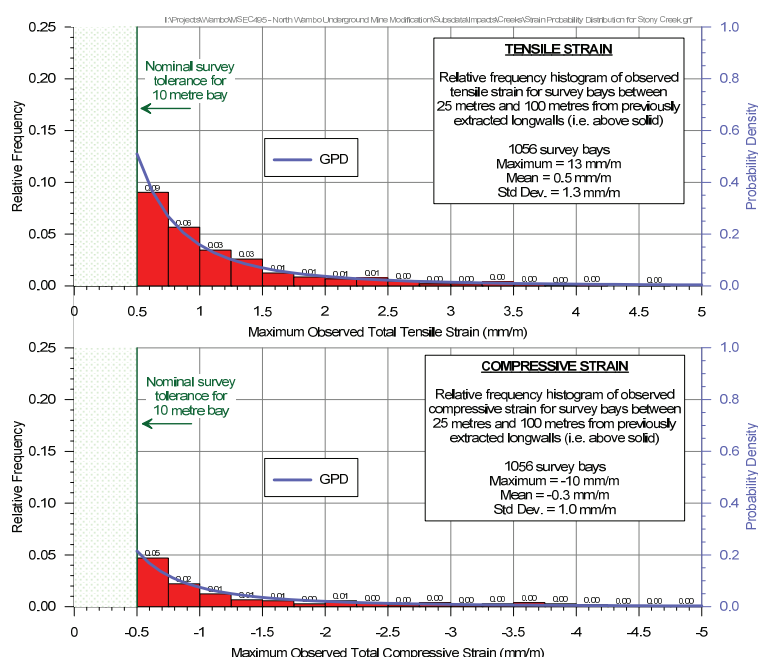 I:\Projects\Wambo\MSEC495 - North Wambo Underground Mine Modification\Subsdata\Impacts\Creeks\Strain Probability Distribution for Stony Creek.grf
0.25
0.20
0.15
0.10
0.05
0.00
Relative Frequency
Nominal survey
tolerance for
10 metre bay
GPD
TENSILE STRAIN
Relative frequency histogram of observed
tensile strain for survey bays between
25 metres and 100 metres from previously
extracted longwalls (i.e. above solid)
1056 survey bays
Maximum = 13 mm/m
Mean = 0.5 mm/m
Std Dev. = 1.3 mm/m
1.0
0.8
0.6
0.4
0.2
0.0
Probability Density
0.09 0.06 0.03 0.03 0.01 0.01 0.01 0.01 0.00 0.00 0.00 0.00 0.00 0.00 0.00
0 0.5 1 1.5 2 2.5 3 3.5 4 4.5 5
Maximum Observed Total Tensile Strain (mm/m)
0.25
0.20
0.15
0.10
0.05
0.00
Relative Frequency
Nominal survey
tolerance for
10 metre bay
GPD
COMPRESSIVE STRAIN
Relative frequency histogram of observed
compressive strain for survey bays between
25 metres and 100 metres from previously
extracted longwalls (i.e. above solid)
1056 survey bays
Maximum = -10 mm/m
Mean = -0.3 mm/m
Std Dev. = 1.0 mm/m
1.0
0.8
0.6
0.4
0.2
0.0
Probability Density
0.05 0.02 0.01 0.01 0.01 0.00 0.01 0.00 0.00 0.00 0.00 0.00 0.00 0.00 0.00
0 -0.5 -1 -1.5 -2 -2.5 -3 -3.5 -4 -4.5 -5
Maximum Observed Total Compressive Strain (mm/m)